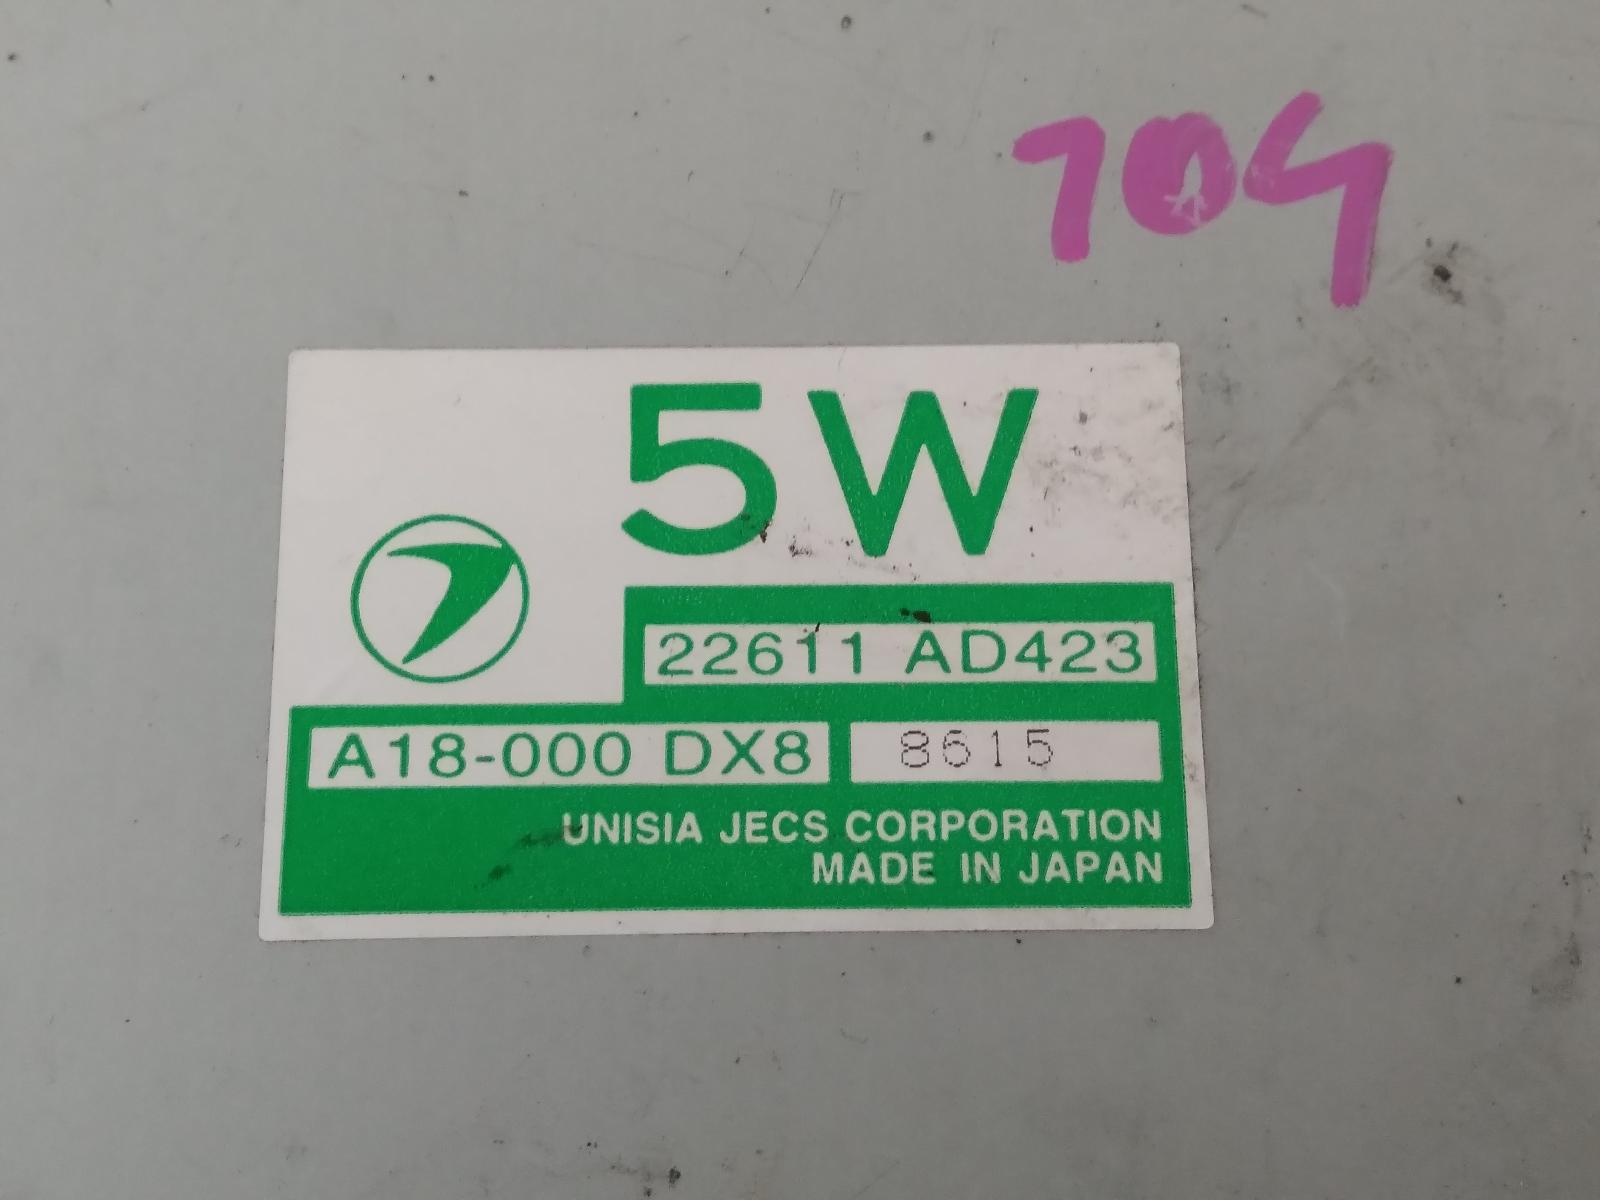 704
5W
22611 AD423
A18-000 DX8 8615
UNISIA JECS CORPORATION
MADE IN JAPAN